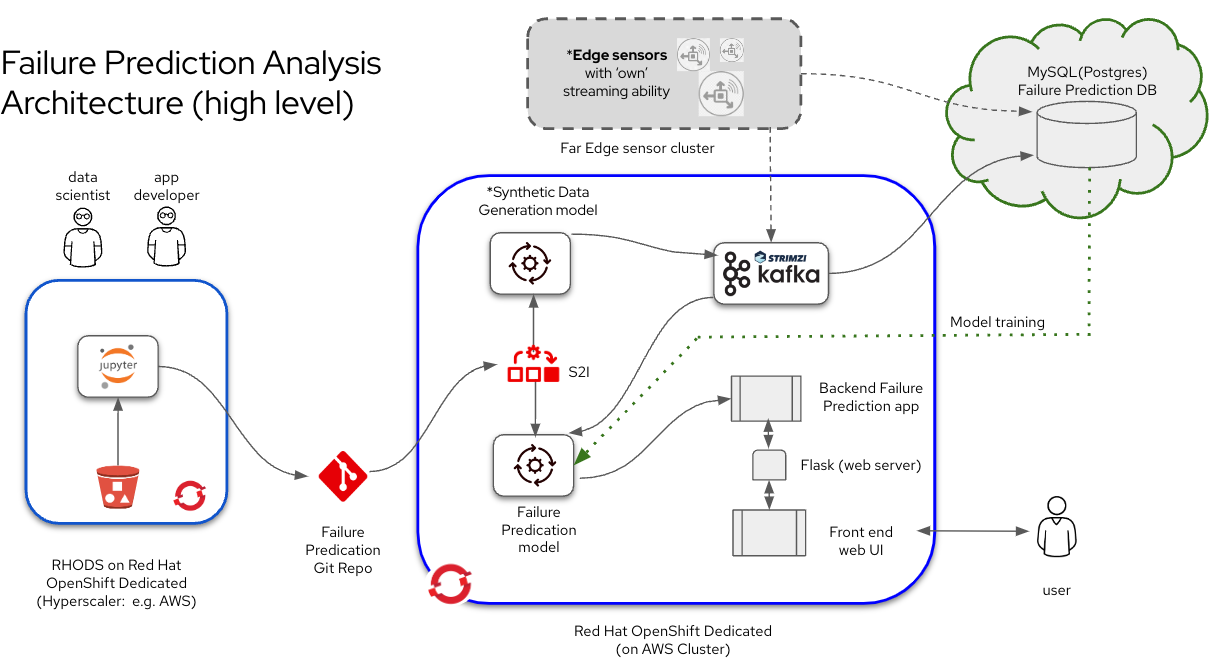 Failure Prediction Analysis
Architecture (high level)
*Edge sensors
with ‘own’
streaming ability
Far Edge sensor cluster
MySQL(Postgres)
Failure Prediction DB
data
scientist
app
developer
jupyter
RHODS on Red Hat
OpenShift Dedicated
(Hyperscaler: e.g. AWS)
Failure
Predication
Git Repo
*Synthetic Data
Generation model
STRIMZI
kafka
S2I
Model training
Failure
Predication
model
Backend Failure
Prediction app
Flask (web server)
Front end
web UI
user
Red Hat OpenShift Dedicated
(on AWS Cluster)